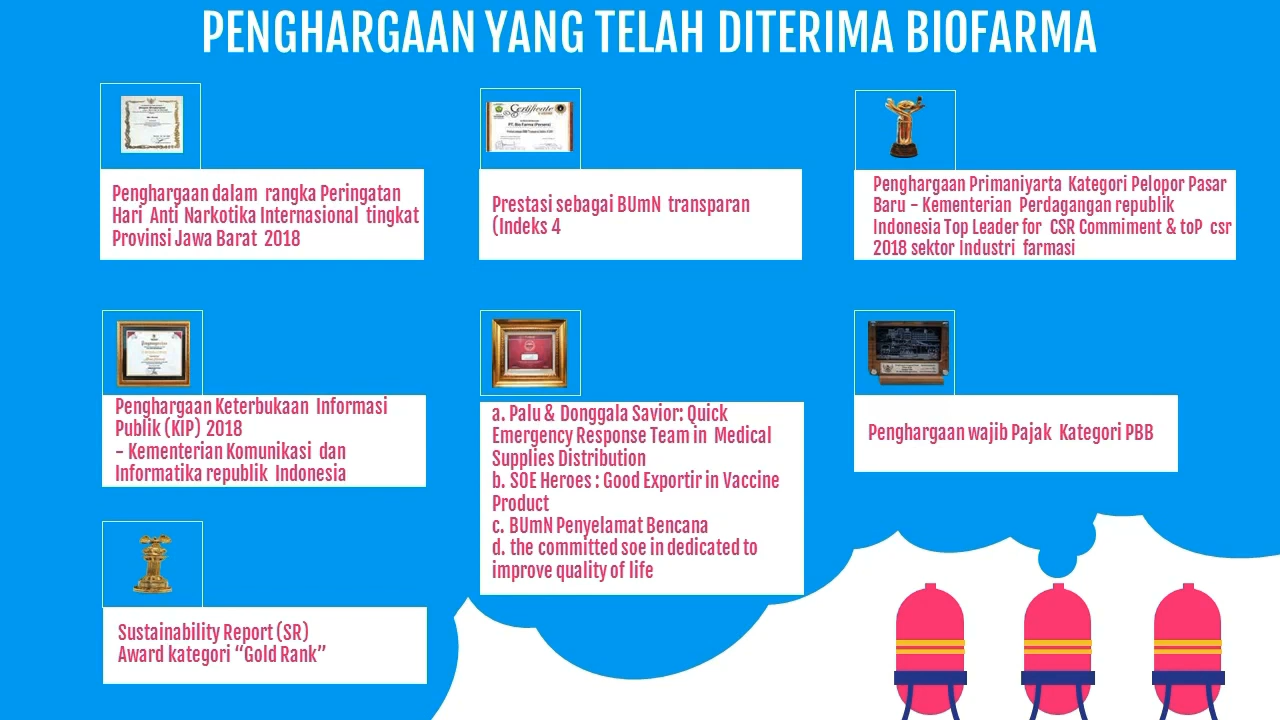 PENGHARGAAN YANG TELAH DITERIMA BIOFARMA
Penghargaan dalam rangka Peringatan
Hari Anti Narkotika Internasional tingkat
Provinsi Jawa Barat 2018
Certificate
PT. Bio Farma (Persero)
Prestasi sebagai BUmN transparan
(Indeks 4
Penghargaan Primaniyarta Kategori Pelopor Pasar
Baru – Kementerian Perdagangan republik
Indonesia Top Leader for CSR Commiment & toP csr
2018 sektor Industri farmasi
Penghargaan Keterbukaan Informasi
Publik (KIP) 2018
– Kementerian Komunikasi dan
Informatika republik Indonesia
a. Palu & Donggala Savior: Quick
Emergency Response Team in Medical
Supplies Distribution
b. SOE Heroes : Good Exportir in Vaccine
Product
c. BUmN Penyelamat Bencana
d. the committed soe in dedicated to
improve quality of life
Penghargaan wajib Pajak Kategori PBB
Sustainability Report (SR)
Award kategori “Gold Rank”